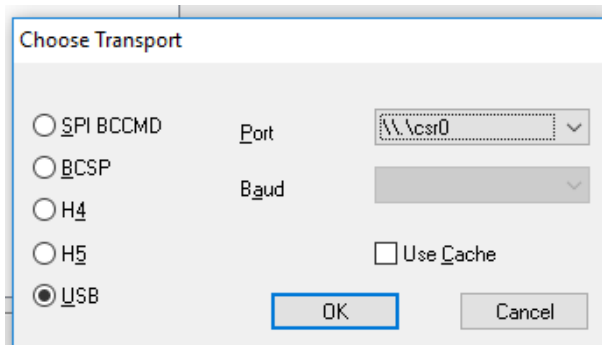 Choose Transport
SPI BCCMD
Port
\\.\csr0
BCSP
Baud
H4
H5
Use Cache
USB
OK
Cancel